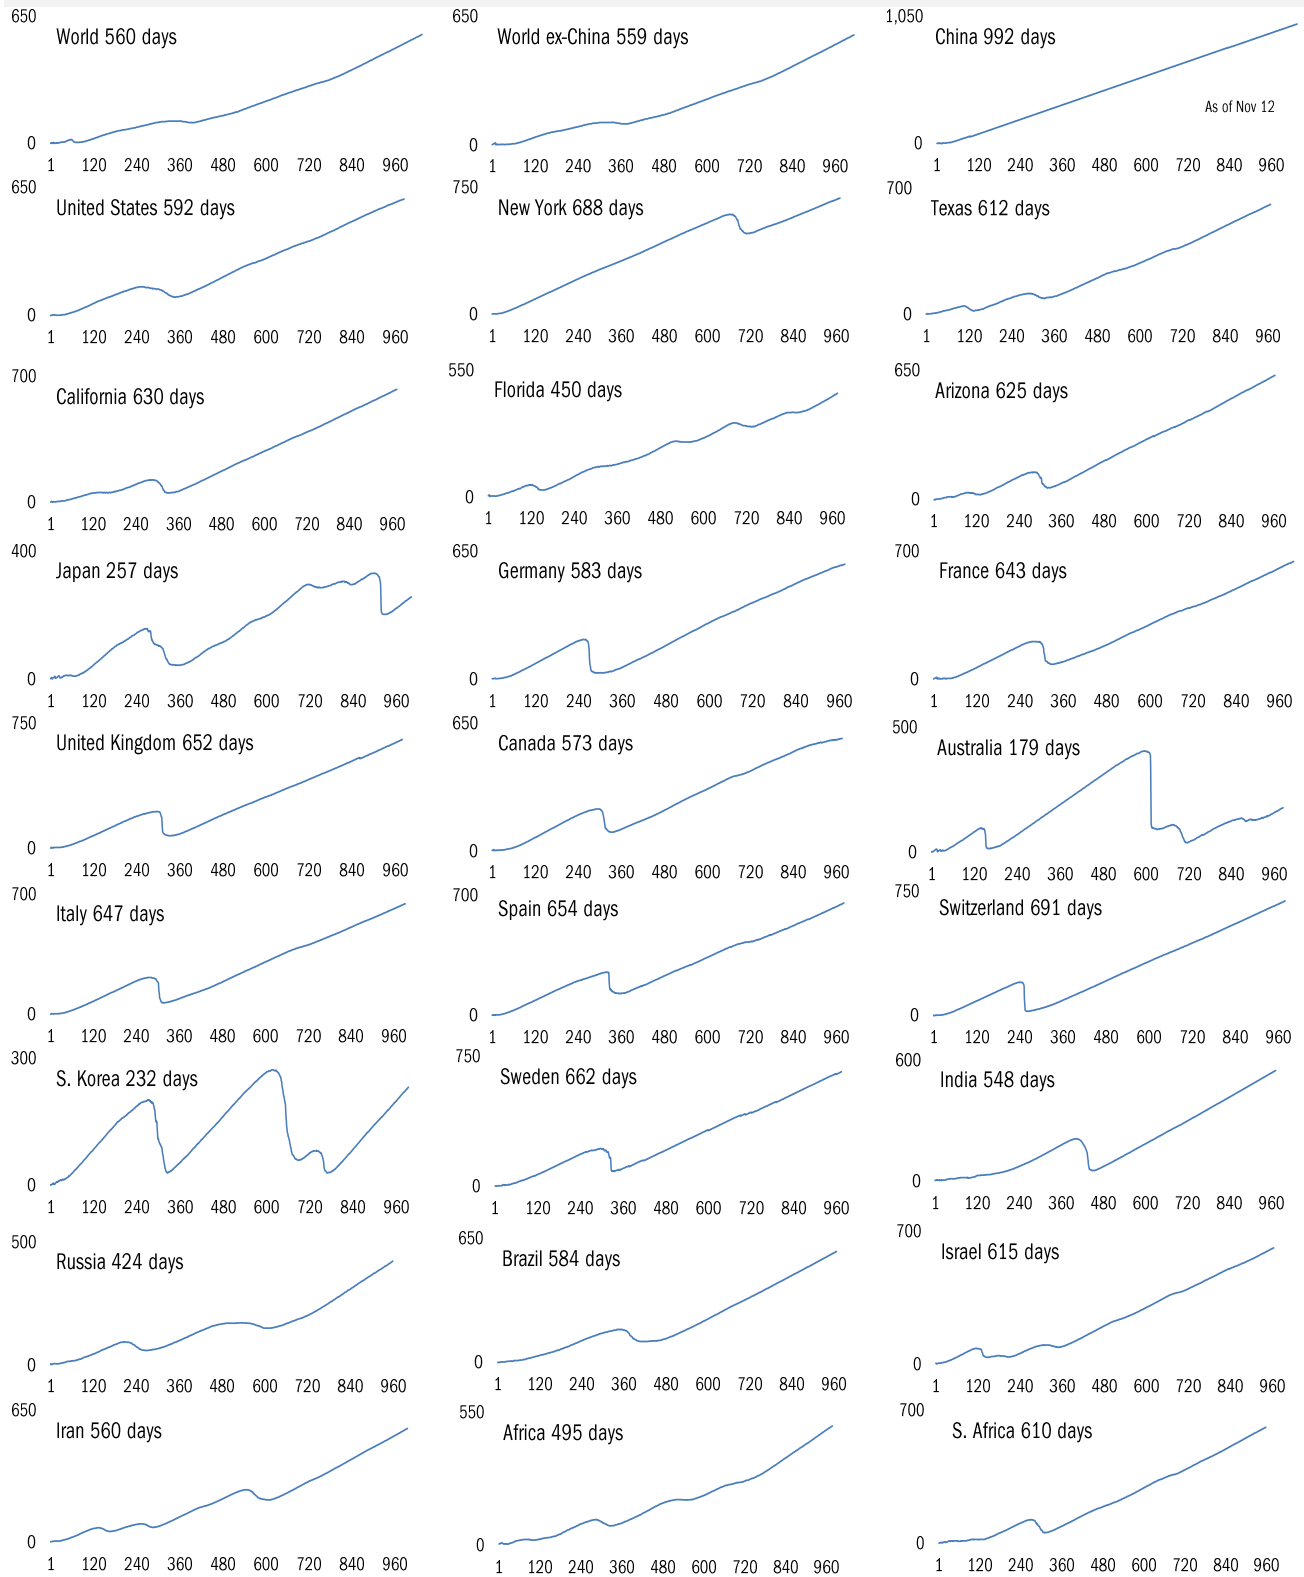 650 650 1,050
World 560 days World ex-China 559 days China 992 days
As of Nov 12
0 0 0
1 120 240 360 480 600 720 840 960 1 120 240 360 480 600 720 840 960 1 120 240 360 480 600 720 840 960
650 750 700
United States 592 days New York 688 days Texas 612 days
0 0 0
1 120 240 360 480 600 720 840 960 1 120 240 360 480 600 720 840 960 1 120 240 360 480 600 720 840 960
700 550 650
California 630 days Florida 450 days Arizona 625 days
0 0 0
1 120 240 360 480 600 720 840 960 1 120 240 360 480 600 720 840 960 1 120 240 360 480 600 720 840 960
400 650 700
Japan 257 days Germany 583 days France 643 days
0 0 0
1 120 240 360 480 600 720 840 960 1 120 240 360 480 600 720 840 960 1 120 240 360 480 600 720 840 960
750 650 500
United Kingdom 652 days Canada 573 days Australia 179 days
0 0 0
1 120 240 360 480 600 720 840 960 1 120 240 360 480 600 720 840 960 1 120 240 360 480 600 720 840 960
700 700 750
Italy 647 days Spain 654 days Switzerland 691 days
0 0 0
1 120 240 360 480 600 720 840 960 1 120 240 360 480 600 720 840 960 1 120 240 360 480 600 720 840 960
300 750 600
S. Korea 232 days Sweden 662 days India 548 days
0 0 0
1 120 240 360 480 600 720 840 960 1 120 240 360 480 600 720 840 960 1 120 240 360 480 600 720 840 960
500 650 700
Russia 424 days Brazil 584 days Israel 615 days
0 0 0
1 120 240 360 480 600 720 840 960 1 120 240 360 480 600 720 840 960 1 120 240 360 480 600 720 840 960
650 550 700
Iran 560 days Africa 495 days S. Africa 610 days
0 0 0
1 120 240 360 480 600 720 840 960 1 120 240 360 480 600 720 840 960 1 120 240 360 480 600 720 840 960